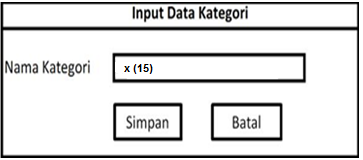 Input Data Kategori
Nama Kategori x (15)
Simpan Batal